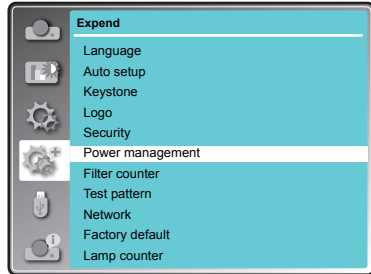 Expend
Language
Auto setup
Keystone
Logo
Security
Power management
Filter counter
Test pattern
Network
Factory default
Lamp counter